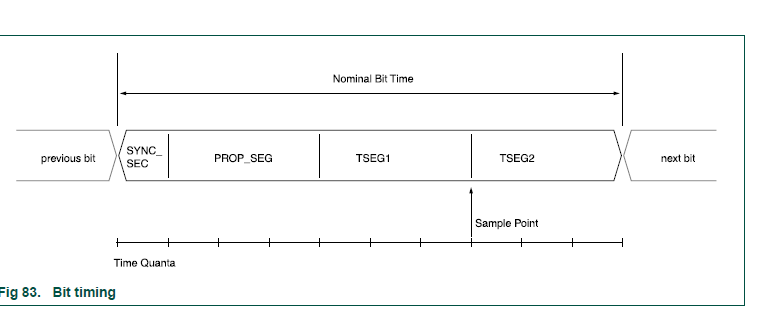 Nominal Bit Time
previous bit
SYNC_
SEC
PROP_SEG
TSEG1
TSEG2
next bit
Sample Point
Time Quanta
Fig 83. Bit timing